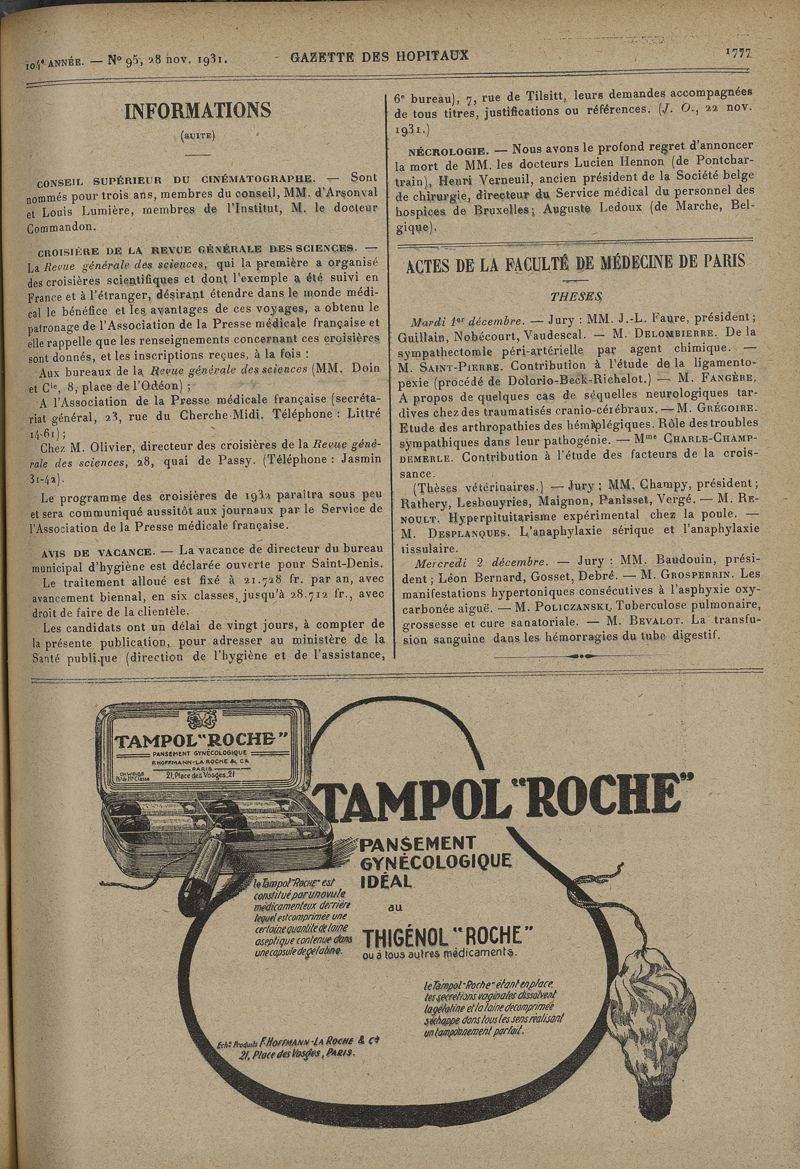 104e ANNÉE. — No 95, 28 nov. 1931.
GAZETTE DES HOPITAUX
1777
INFORMATIONS
(SUITE)
CONSEIL SUPÉRIEUR DU CINÉMATOGRAPHE. — Sont
nommés pour trois ans, membres du conseil, MM. d'Arsonval
et Louis Lumière, membres de l'Institut, M. le docteur
Commandon.
CROISIÈRE DE LA REVUE GÉNÉRALE DES SCIENCES. —
La Revue générale des sciences, qui la première a organisé
des croisières scientifiques et dont l'exemple a été suivi en
France et à l'étranger, désirant étendre dans le monde médi-
cal le bénéfice et les avantages de ces voyages, a obtenu le
patronage de l'Association de la Presse médicale française et
elle rappelle que les renseignements concernant ces croisières
sont donnés, et les inscriptions reçues, à la fois :
Aux bureaux de la Revue générale des sciences (MM. Doin
et Cie, 8, place de l'Odéon) ;
A l'Association de la Presse médicale française (secréta-
riat général, 23, rue du Cherche-Midi. Téléphone : Littré
14-61) ;
Chez M. Olivier, directeur des croisières de la Revue géné-
rale des sciences, 28, quai de Passy. (Téléphone : Jasmin
31-42).
Le programme des croisières de 1932 paraîtra sous peu
et sera communiqué aussitôt aux journaux par le Service de
l'Association de la Presse médicale française.
AVIS DE VACANCE. — La vacance de directeur du bureau
municipal d'hygiène est déclarée ouverte pour Saint-Denis.
Le traitement alloué est fixé à 21.728 fr. par an, avec
avancement biennal, en six classes, jusqu'à 28.712 fr., avec
droit de faire de la clientèle.
Les candidats ont un délai de vingt jours, à compter de
la présente publication, pour adresser au ministère de la
Santé publique (direction de l'hygiène et de l'assistance,
6e bureau), 7, rue de Tilsitt, leurs demandes accompagnées
de tous titres, justifications ou références. (J. O., 22 nov.
1931.)
NÉCROLOGIE. — Nous avons le profond regret d'annoncer
la mort de MM. les docteurs Lucien Hennon (de Pontchar-
train), Henri Verneuil, ancien président de la Société belge
de chirurgie, directeur du Service médical du personnel des
hospices de Bruxelles; Auguste Ledoux (de Marche, Bel-
gique).
ACTES DE LA FACULTÉ DE MÉDECINE DE PARIS
THESES
Mardi 1er décembre. — Jury : MM. J.-L. Faure, président ;
Guillain, Nobécourt, Vaudescal. — M. DELOMBIERRE. De la
sympathectomie péri-artérielle par agent chimique. —
M. SAINT-PIERRE. Contribution à l'étude de la ligamento-
pexie (procédé de Dolorio-Beck-Richelot.) — M. FANGÈRE.
A propos de quelques cas de séquelles neurologiques tar-
dives chez des traumatisés cranio-cérébraux. — M. GRÉGOIRE.
Etude des arthropathies des hémiplégiques. Rôle des troubles
sympathiques dans leur pathogénie. — Mme CHARLE-CHAMP-
DEMERLE. Contribution à l'étude des facteurs de la crois-
sance.
(Thèses vétérinaires.) — Jury ; MM. Champy, président ;
Rathery, Lesbouyries, Maignon, Panisset, Vergé. — M. RE-
NOULT. Hyperpituitarisme expérimental chez la poule. —
M. DESPLANQUES. L'anaphylaxie sérique et l'anaphylaxie
tissulaire.
Mercredi 2 décembre. — Jury : MM. Baudouin, prési-
dent ; Léon Bernard, Gosset, Debré. — M. GROSPERRIN. Les
manifestations hypertoniques consécutives à l'asphyxie oxy-
carbonée aiguë. — M. POLICZANSKI. Tuberculose pulmonaire,
grossesse et cure sanatoriale. — M. BEVALOT. La transfu-
sion sanguine dans les hémorragies du tube digestif.
TAMPOL "ROCHE"
PANSEMENT GYNÉCOLOGIQUE
F. HOFFMANN-LA ROCHE & Cie
PARIS
21, Place des Vosges, 21
TAMPOL "ROCHE"
PANSEMENT
GYNÉCOLOGIQUE
IDÉAL
au
THIGÉNOL "ROCHE"
ou à tous autres médicaments.
le Tampol "Roche" est
constitué par un ovule
médicamenteux derrière
lequel est comprimée une
certaine quantité de laine
aseptique contenue dans
une capsule de gélatine.
le Tampol "Roche" étant en place,
les secrétions vaginales dissolvent
la gélatine et la laine decomprimée
s'échappe dans tous les sens réalisant
un tamponnement parfait.
Echns Produits F. HOFFMANN-LA ROCHE & Cie
21, Place des Vosges, PARIS.